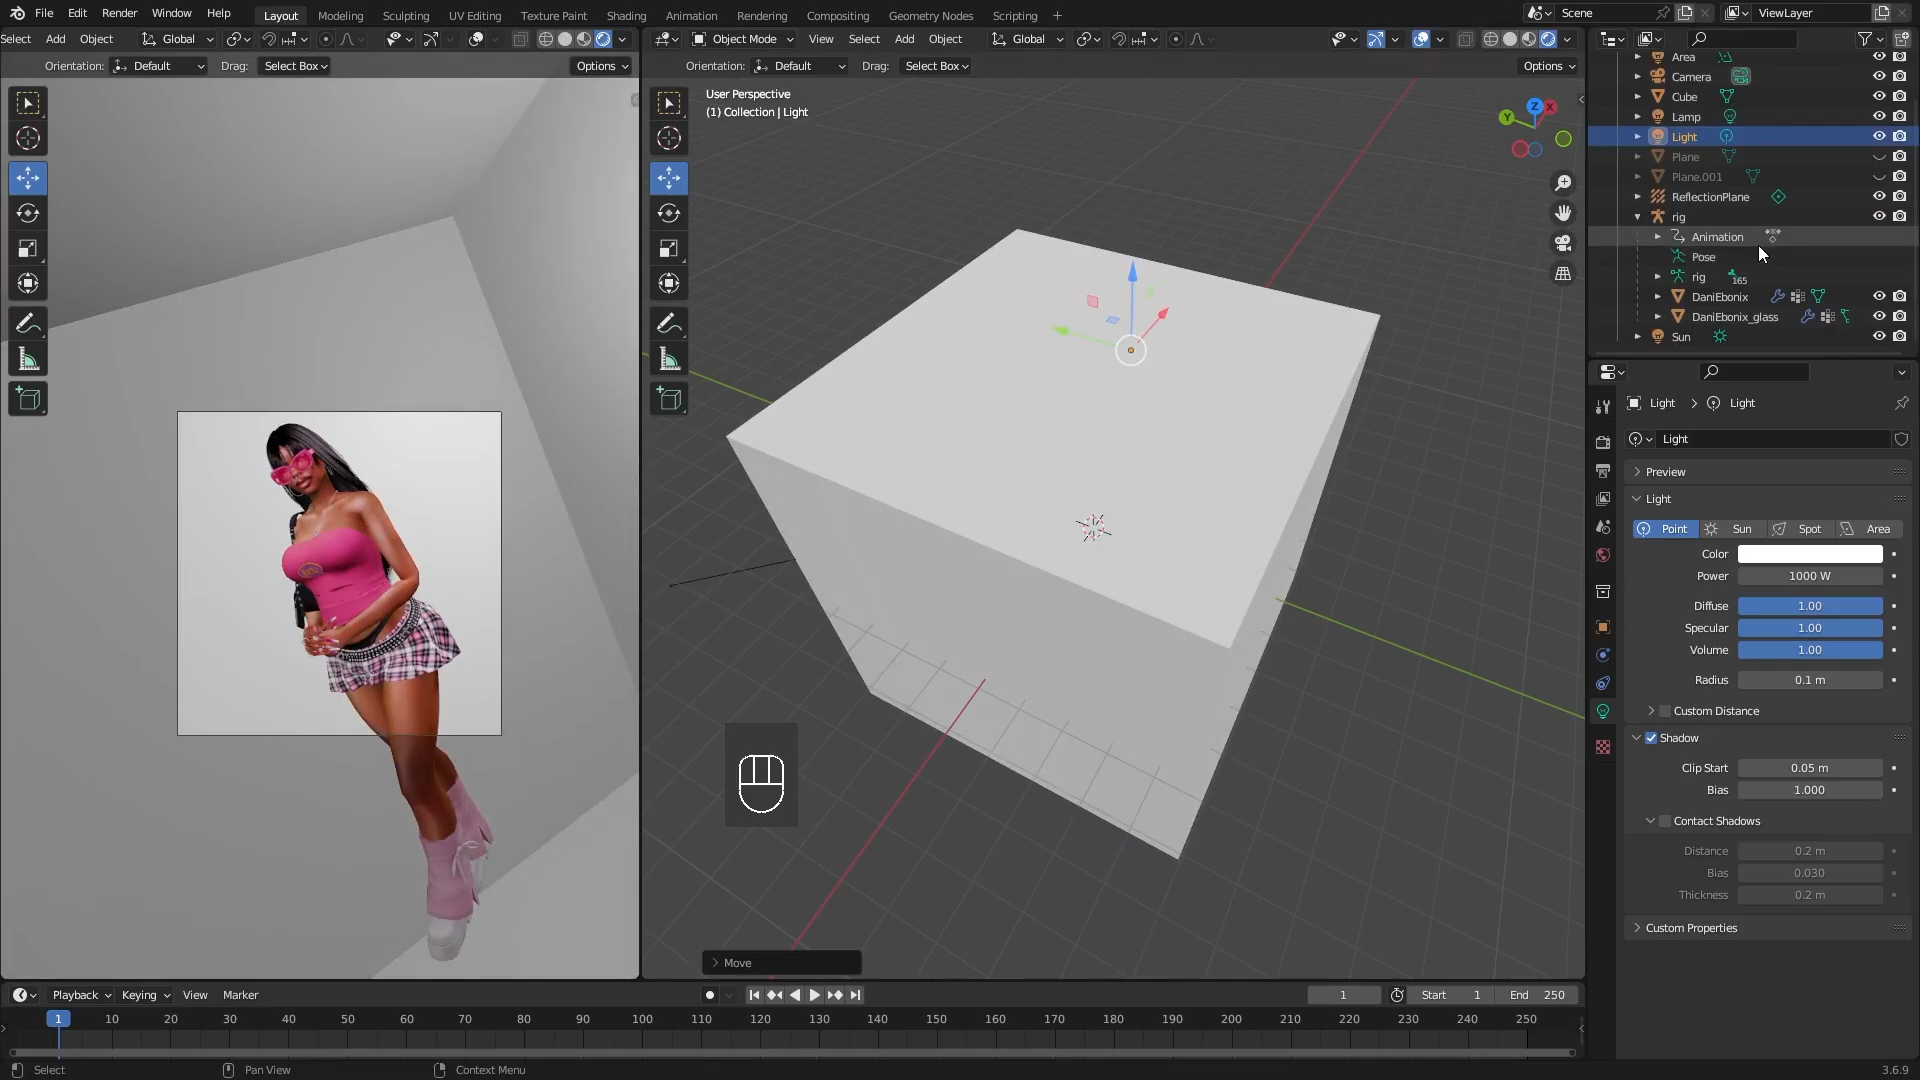 File Edit Render Window Help Layout Modeling Sculpting UV Editing Texture Paint Shading Animation Rendering Compositing Geometry Nodes Scripting + Scene ViewLayer
Select Add Object Global Object Mode View Select Add Object Global
Orientation: Default Drag: Select Box Options Orientation: Default Drag: Select Box Options
User Perspective
(1) Collection | Light
Z X Y
Area
Camera
Cube
Lamp
Light
Plane
Plane.001
ReflectionPlane
rig
Animation
Pose
rig 165
DaniEbonix
DaniEbonix_glass
Sun
Light > Light
Light
Preview
Light
Point Sun Spot Area
Color
Power 1000 W
Diffuse 1.00
Specular 1.00
Volume 1.00
Radius 0.1 m
Custom Distance
Shadow
Clip Start 0.05 m
Bias 1.000
Contact Shadows
Distance 0.2 m
Bias 0.030
Thickness 0.2 m
Custom Properties
> Move
Playback Keying View Marker 1 Start 1 End 250
1 10 20 30 40 50 60 70 80 90 100 110 120 130 140 150 160 170 180 190 200 210 220 230 240 250
Select Pan View Context Menu 3.6.9